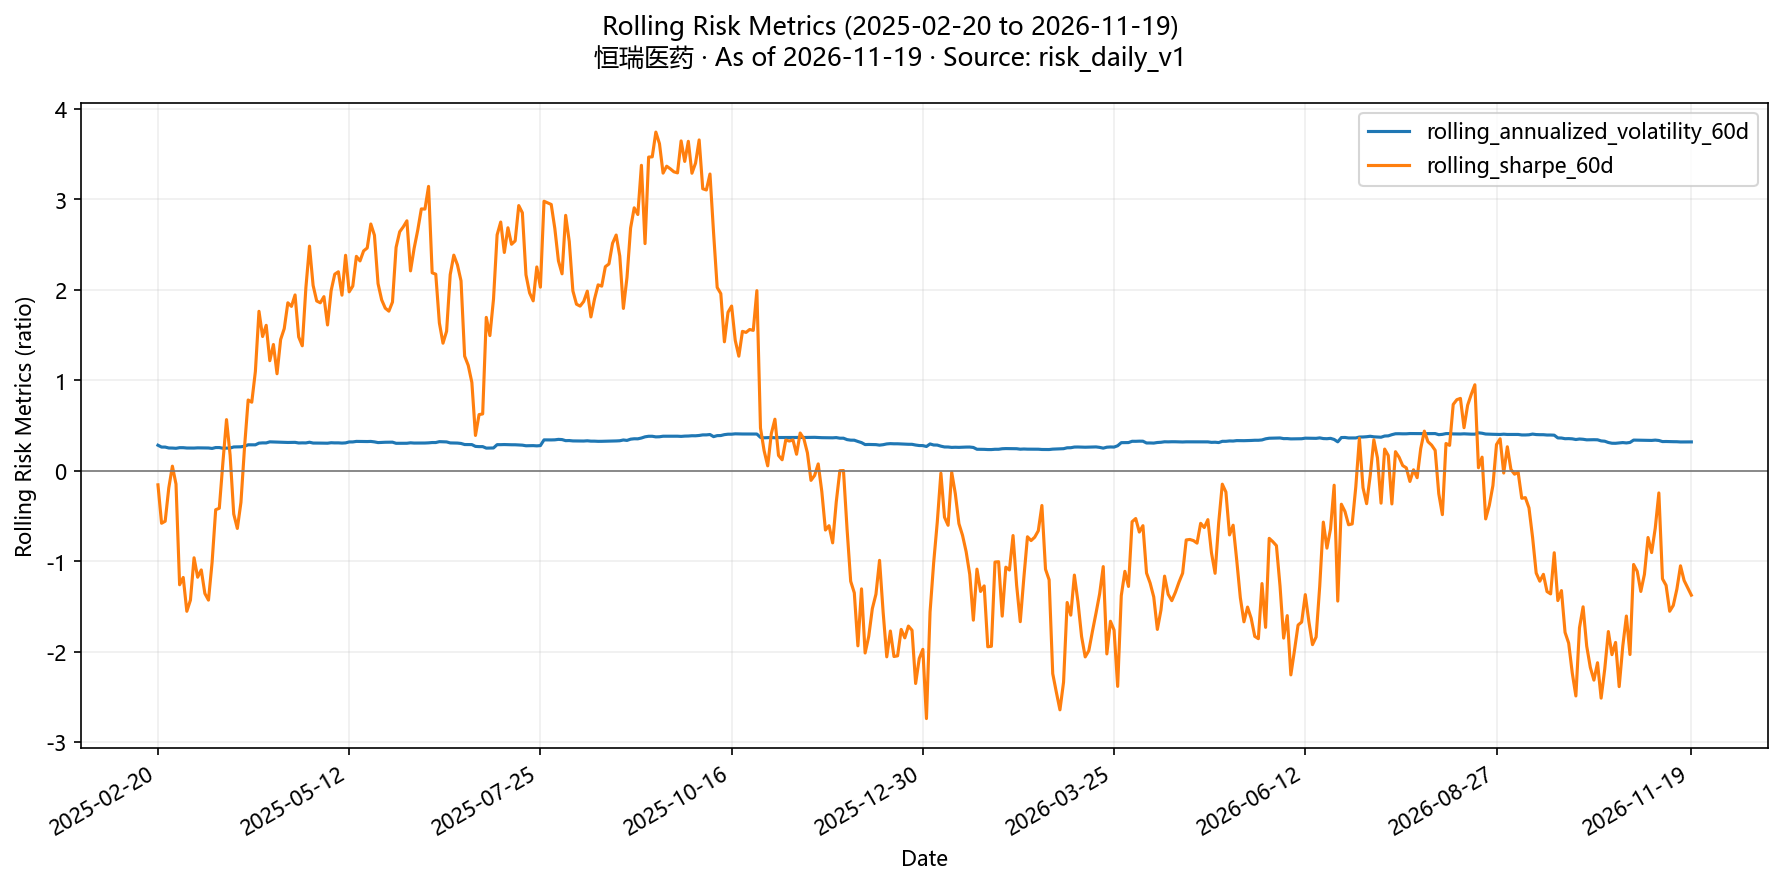 Rolling Risk Metrics (2025-02-20 to 2026-11-19)
恒瑞医药 · As of 2026-11-19 · Source: risk_daily_v1
rolling_annualized_volatility_60d
rolling_sharpe_60d
Rolling Risk Metrics (ratio)
4
3
2
1
0
-1
-2
-3
2025-02-20
2025-05-12
2025-07-25
2025-10-16
2025-12-30
2026-03-25
2026-06-12
2026-08-27
2026-11-19
Date